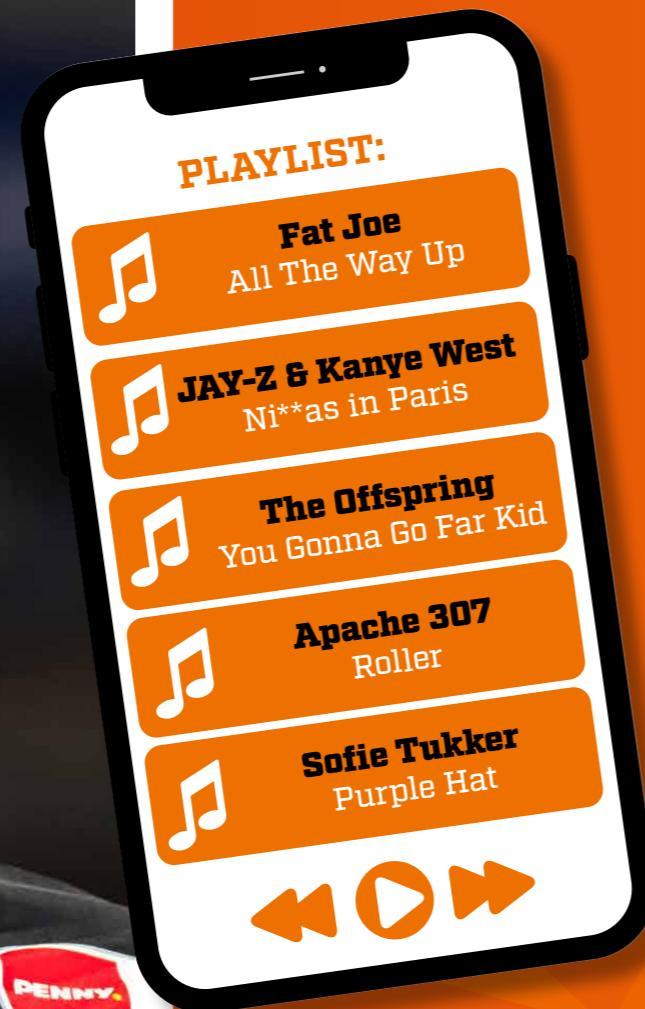 PLAYLIST:
Fat Joe
All The Way Up
JAY-Z & Kanye West
Ni**as in Paris
The Offspring
You Gonna Go Far Kid
Apache 307
Roller
Sofie Tukker
Purple Hat
PENNY.